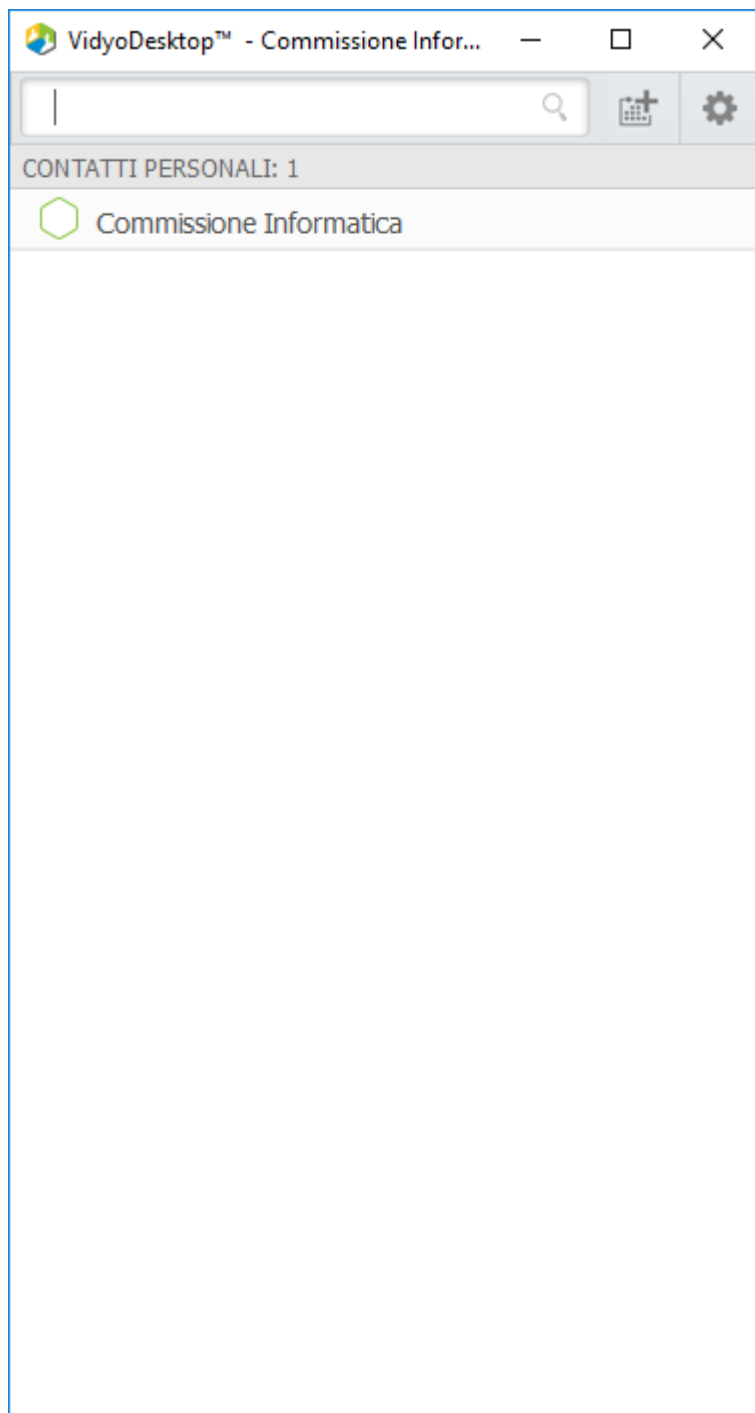 VidyoDesktop™ - Commissione Infor...
CONTATTI PERSONALI: 1
Commissione Informatica